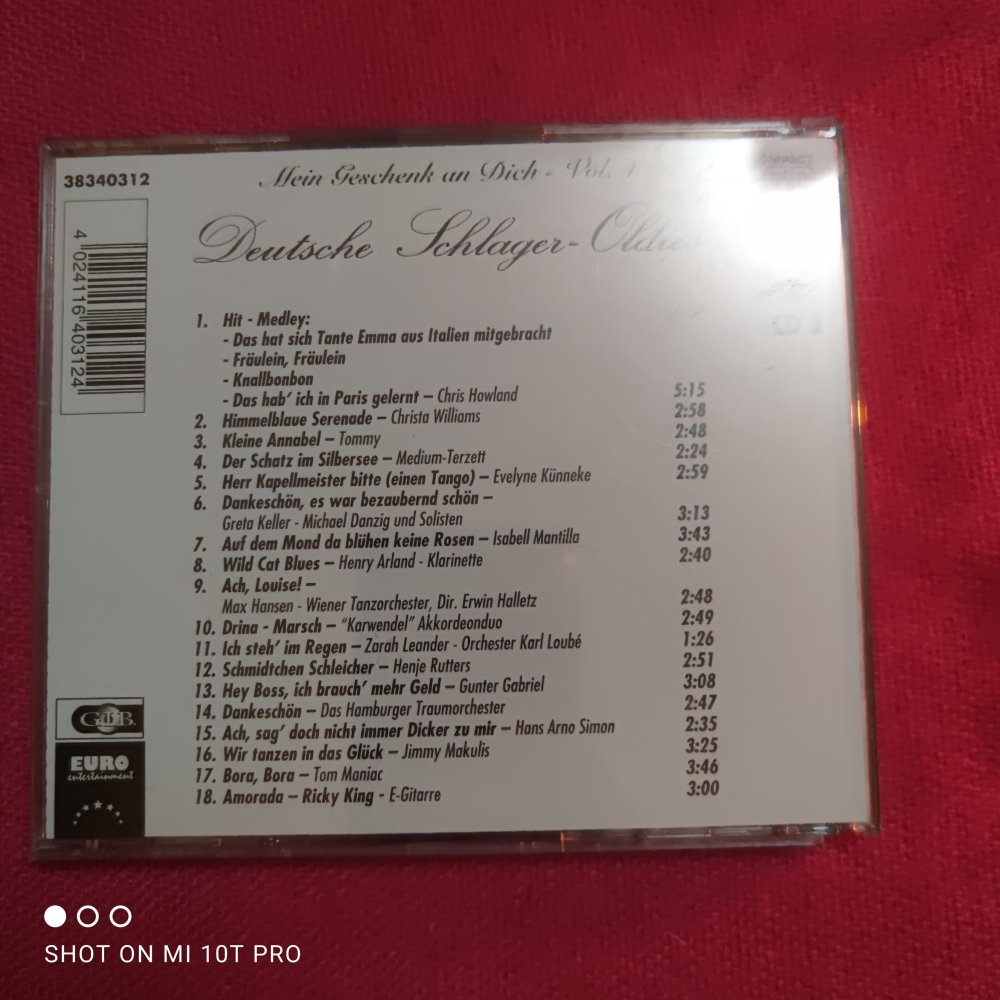 38340312
Mein Geschenk an Dich - Vol.
Deutsche Schlager-
4 024116 403124
1. Hit - Medley:
- Das hat sich Tante Emma aus Italien mitgebracht
- Fräulein, Fräulein
- Knallbonbon
- Das hab' ich in Paris gelernt – Chris Howland 5:15
2. Himmelblaue Serenade – Christa Williams 2:58
3. Kleine Annabel – Tommy 2:48
4. Der Schatz im Silbersee – Medium-Terzett 2:24
5. Herr Kapellmeister bitte (einen Tango) – Evelyne Künneke 2:59
6. Dankeschön, es war bezaubernd schön –
Greta Keller - Michael Danzig und Solisten 3:13
7. Auf dem Mond da blühen keine Rosen – Isabell Mantilla 3:43
8. Wild Cat Blues – Henry Arland - Klarinette 2:40
9. Ach, Louise! –
Max Hansen - Wiener Tanzorchester, Dir. Erwin Halletz 2:48
10. Drina - Marsch – "Karwendel" Akkordeonduo 2:49
11. Ich steh' im Regen – Zarah Leander - Orchester Karl Loubé 1:26
12. Schmidtchen Schleicher – Henje Rutters 2:51
13. Hey Boss, ich brauch' mehr Geld – Gunter Gabriel 3:08
14. Dankeschön – Das Hamburger Traumorchester 2:47
15. Ach, sag' doch nicht immer Dicker zu mir – Hans Arno Simon 2:35
16. Wir tanzen in das Glück – Jimmy Makulis 3:25
17. Bora, Bora – Tom Maniac 3:46
18. Amorada – Ricky King - E-Gitarre 3:00
EURO
entertainment
SHOT ON MI 10T PRO